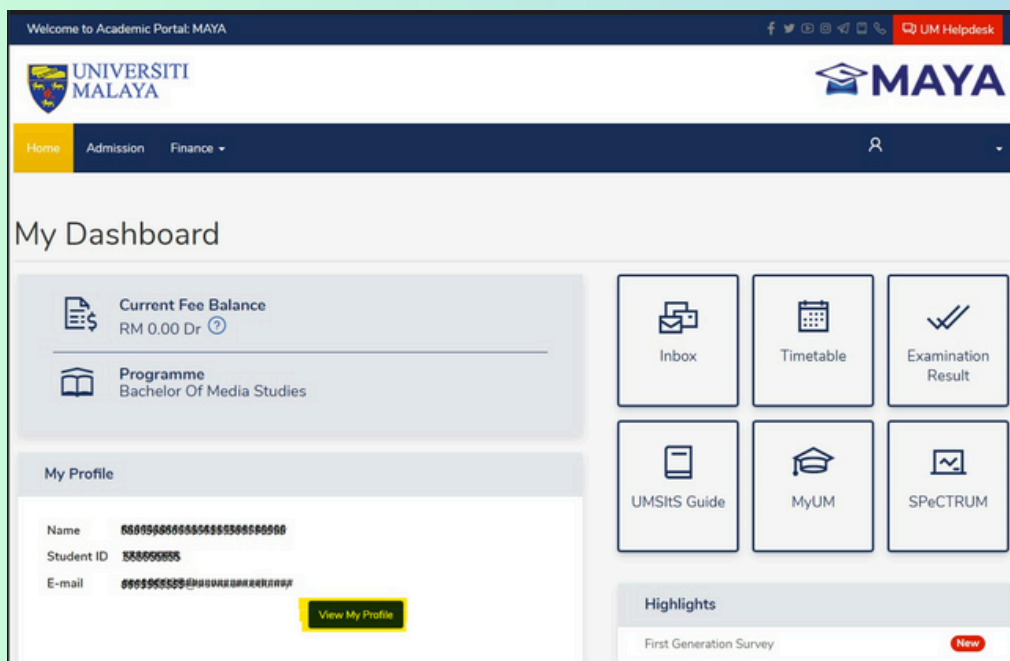 Welcome to Academic Portal: MAYA
UM Helpdesk
UNIVERSITI
MALAYA
MAYA
Home Admission Finance
My Dashboard
Current Fee Balance
RM 0.00 Dr
Programme
Bachelor Of Media Studies
Inbox
Timetable
Examination
Result
UMSItS Guide
MyUM
SPeCTRUM
My Profile
Name
Student ID
E-mail
View My Profile
Highlights
First Generation Survey New